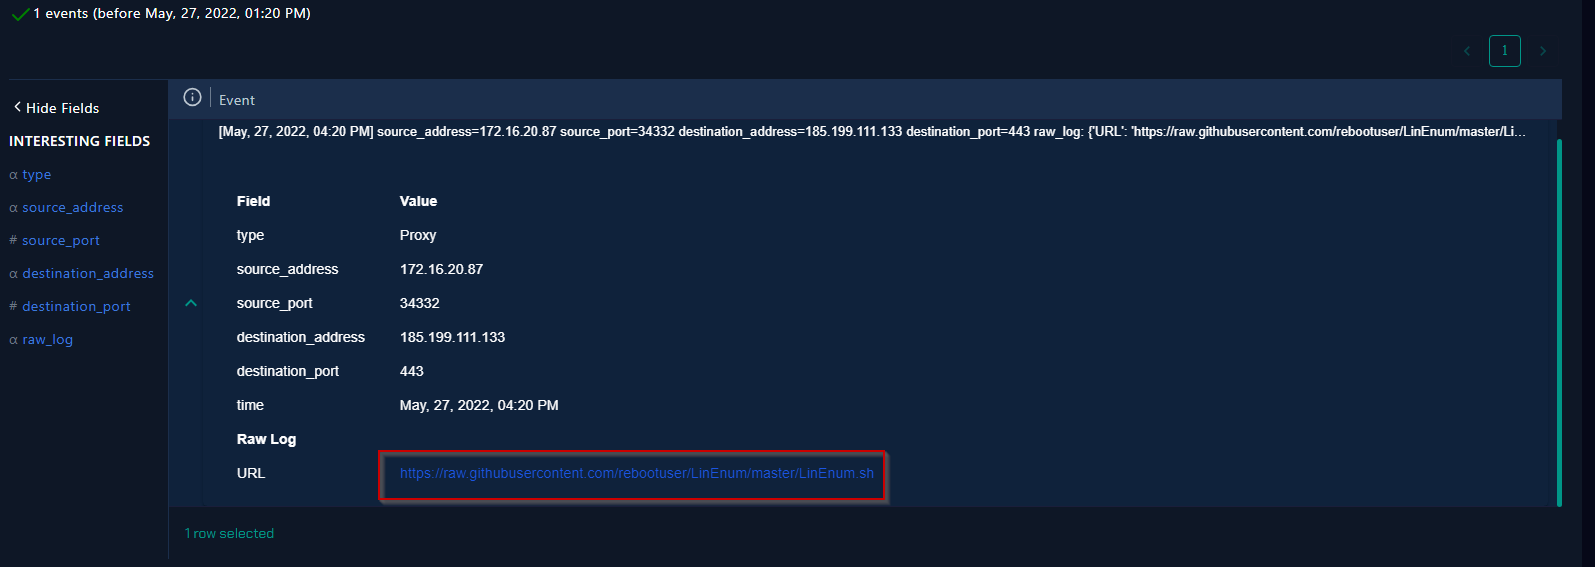 1 events (before May, 27, 2022, 01:20 PM)
1
Hide Fields
INTERESTING FIELDS
α type
α source_address
# source_port
α destination_address
# destination_port
α raw_log
Event
[May, 27, 2022, 04:20 PM] source_address=172.16.20.87 source_port=34332 destination_address=185.199.111.133 destination_port=443 raw_log: {'URL': 'https://raw.githubusercontent.com/rebootuser/LinEnum/master/Li...
Field Value
type Proxy
source_address 172.16.20.87
source_port 34332
destination_address 185.199.111.133
destination_port 443
time May, 27, 2022, 04:20 PM
Raw Log
URL https://raw.githubusercontent.com/rebootuser/LinEnum/master/LinEnum.sh
1 row selected